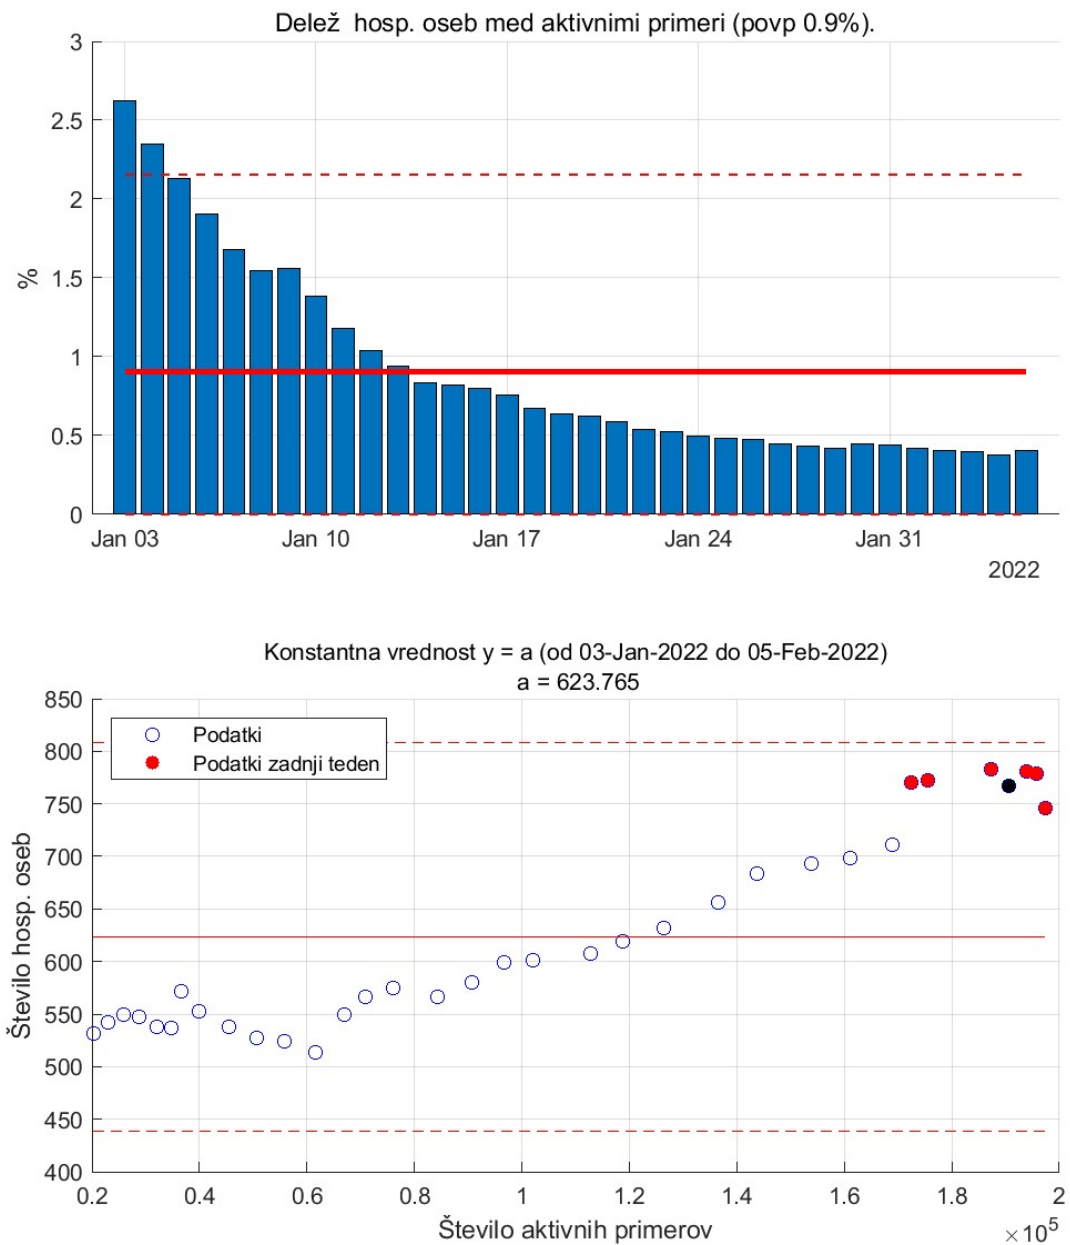 Delež  hosp. oseb med aktivnimi primeri (povp 0.9%).
3
2.5
2
1.5
1
0.5
0
%
Jan 03 Jan 10 Jan 17 Jan 24 Jan 31
2022
Konstantna vrednost y = a (od 03-Jan-2022 do 05-Feb-2022)
a = 623.765
850
800
750
700
650
600
550
500
450
400
Število hosp. oseb
Podatki
Podatki zadnji teden
0.2 0.4 0.6 0.8 1 1.2 1.4 1.6 1.8 2
Število aktivnih primerov
×10⁵